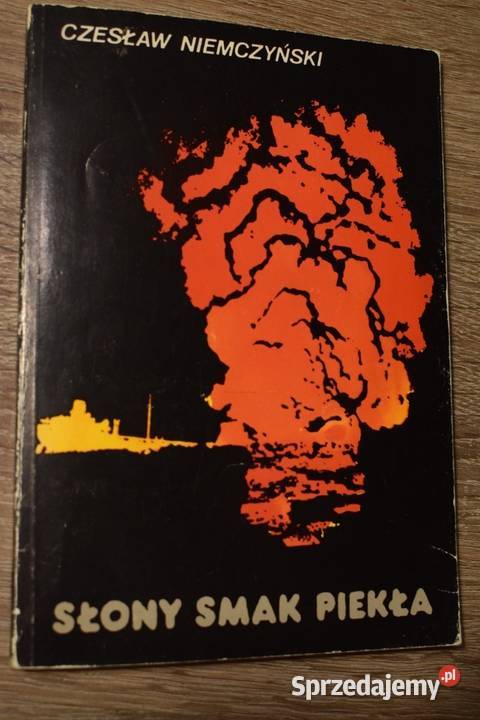 CZESŁAW NIEMCZYŃSKI
SŁONY SMAK PIEKŁA
Sprzedajemy.pl